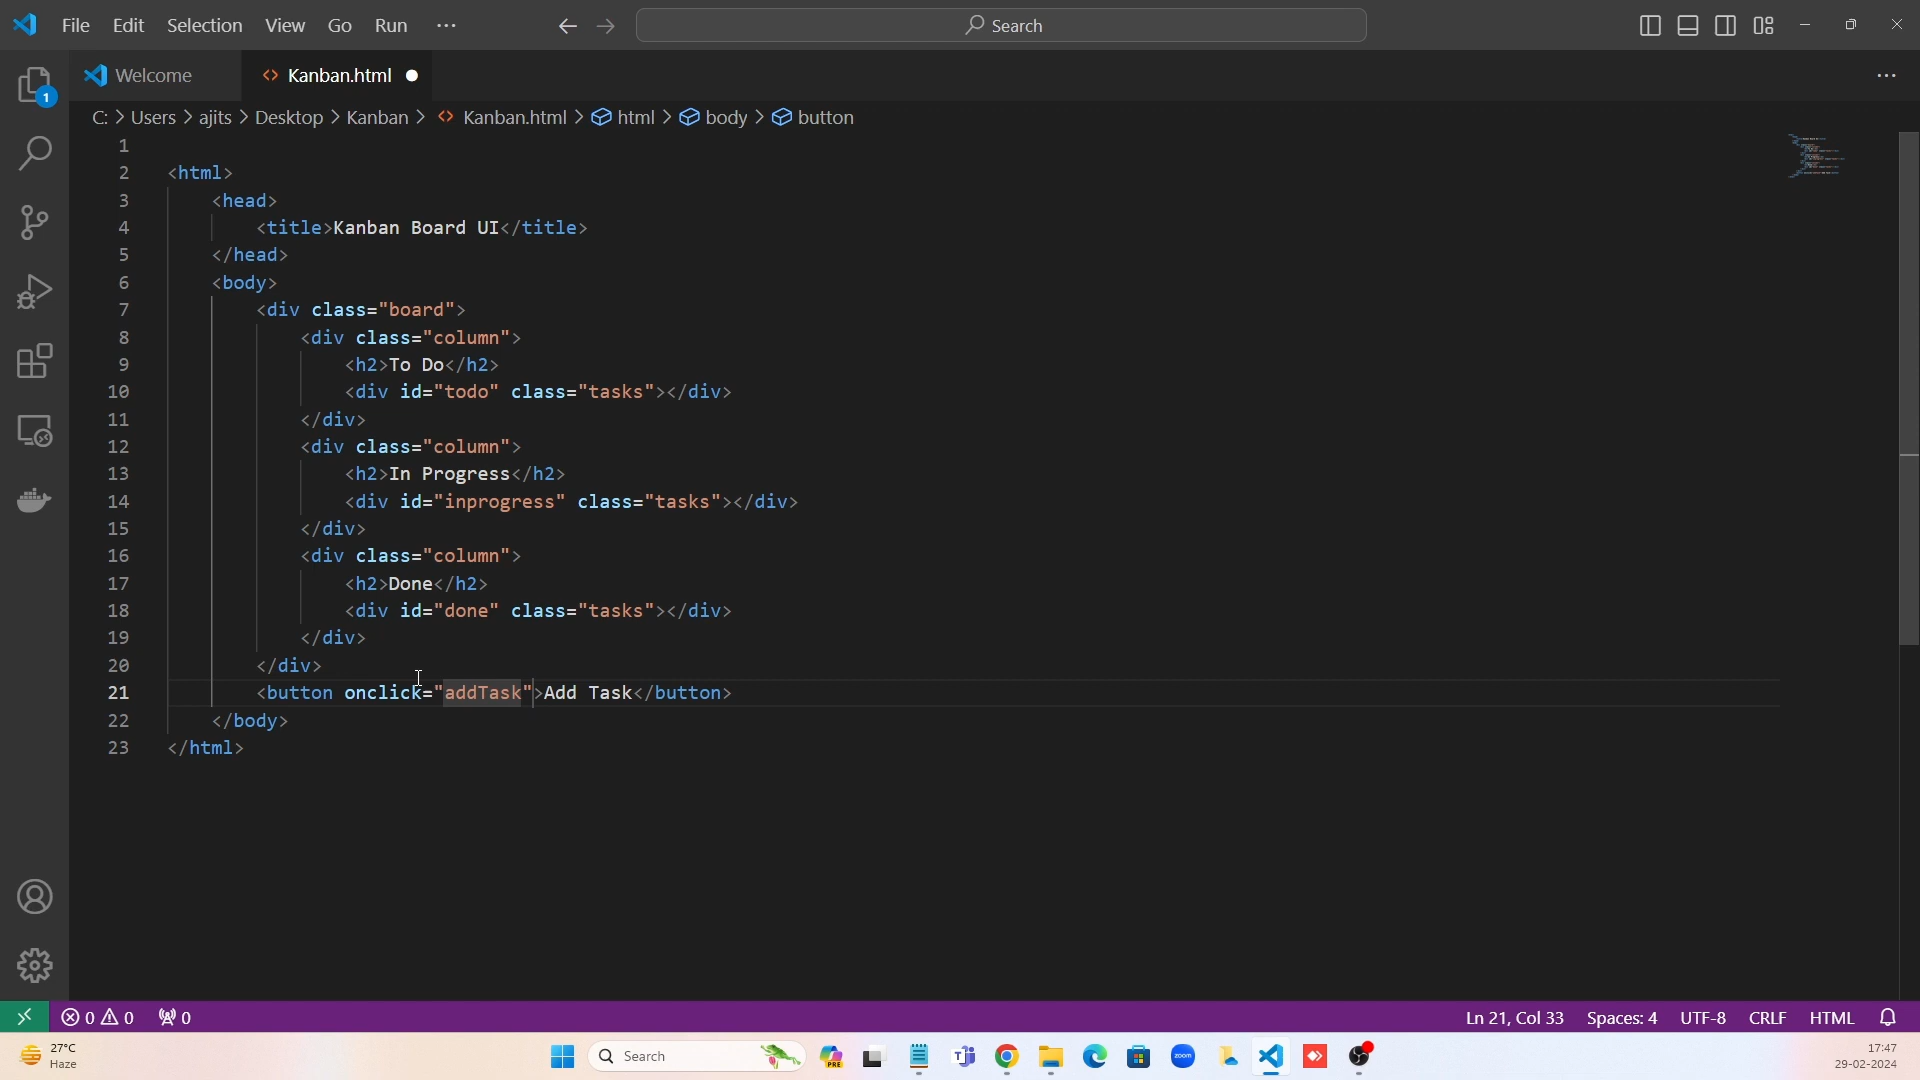 File Edit Selection View Go Run ··· Search
Welcome Kanban.html
C: > Users > ajits > Desktop > Kanban > Kanban.html > html > body > button
1
2 <html>
3 <head>
4 <title>Kanban Board UI</title>
5 </head>
6 <body>
7 <div class="board">
8 <div class="column">
9 <h2>To Do</h2>
10 <div id="todo" class="tasks"></div>
11 </div>
12 <div class="column">
13 <h2>In Progress</h2>
14 <div id="inprogress" class="tasks"></div>
15 </div>
16 <div class="column">
17 <h2>Done</h2>
18 <div id="done" class="tasks"></div>
19 </div>
20 </div>
21 <button onclick="addTask">Add Task</button>
22 </body>
23 </html>
1
0 0 0 Ln 21, Col 33 Spaces: 4 UTF-8 CRLF HTML
27°C
Haze
Search
PRE
zoom
17:47
29-02-2024